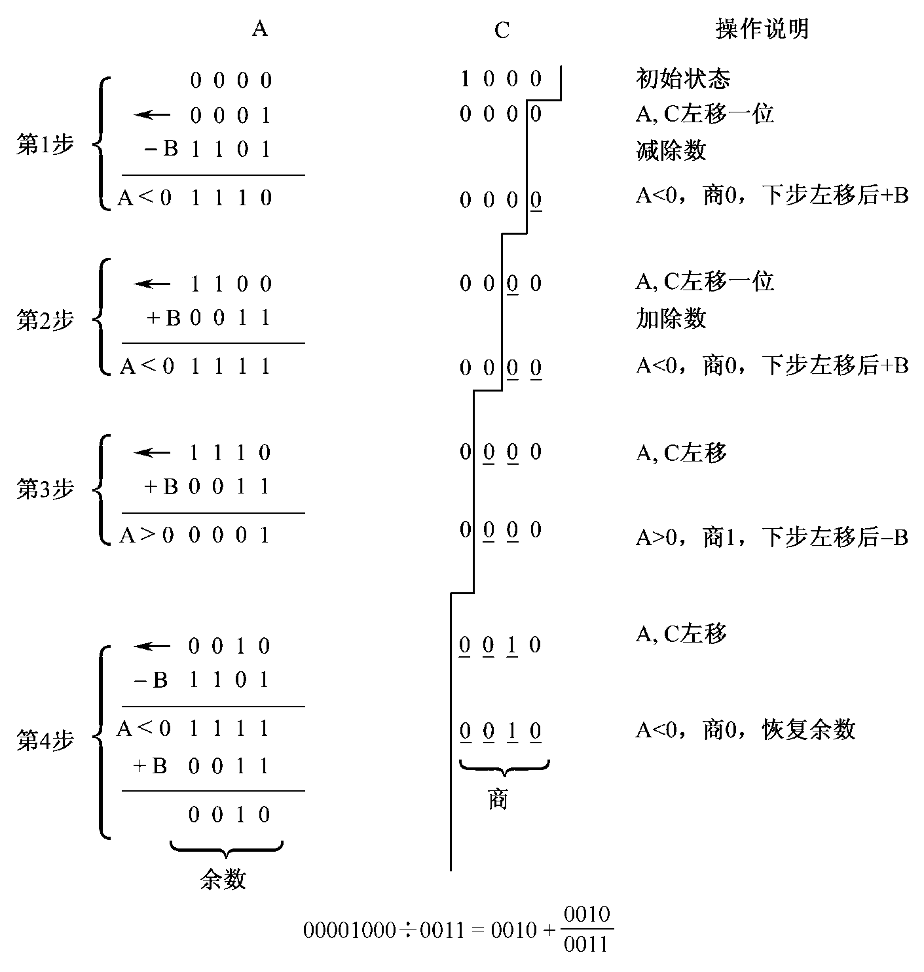 A C 操作说明
0 0 0 0 1 0 0 0 初始状态
← 0 0 0 1 0 0 0 0 A, C左移一位
第1步 −B 1 1 0 1 减除数
A<0 1 1 1 0 0 0 0 0 A<0，商0，下步左移后+B
← 1 1 0 0 0 0 0 0 A, C左移一位
第2步 +B 0 0 1 1 加除数
A<0 1 1 1 1 0 0 0 0 A<0，商0，下步左移后+B
← 1 1 1 0 0 0 0 0 A, C左移
第3步 +B 0 0 1 1
A>0 0 0 0 1 0 0 0 0 A>0，商1，下步左移后−B
← 0 0 1 0 0 0 1 0 A, C左移
−B 1 1 0 1
第4步 A<0 1 1 1 1 0 0 1 0 A<0，商0，恢复余数
+B 0 0 1 1
商
0 0 1 0
余数
00001000÷0011 = 0010 + 0010/0011